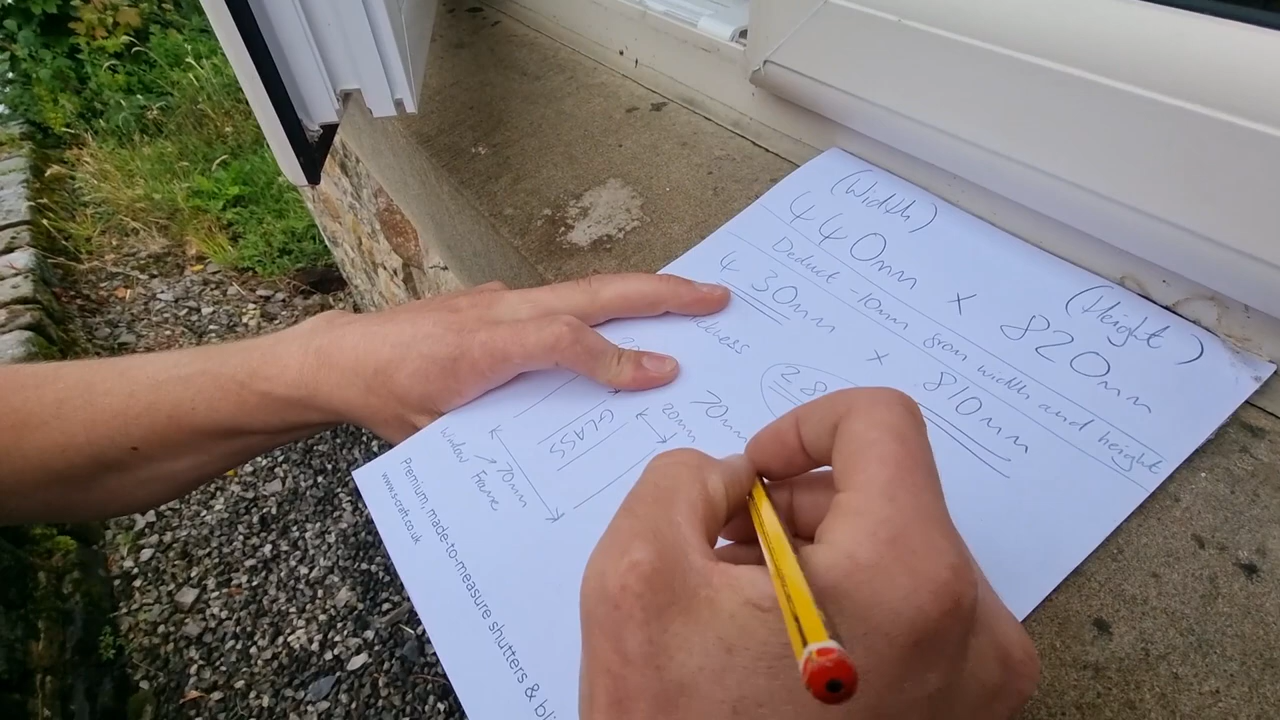 (Width) (Height)
440mm x 820mm
Deduct -10mm from width and height
430mm x 810mm
70mm
28
20mm
GLASS
70mm
Window Frame
Premium, made-to-measure shutters &
www.s-craft.co.uk